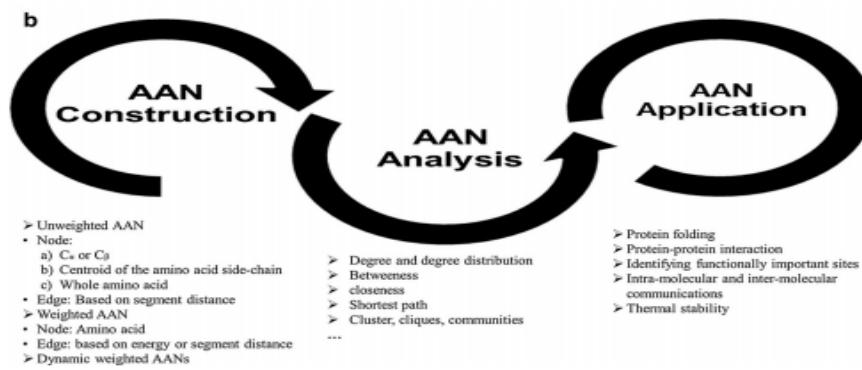 b
AAN
Construction
AAN
Analysis
AAN
Application
➤ Unweighted AAN
• Node:
a) Cα or Cβ
b) Centroid of the amino acid side-chain
c) Whole amino acid
• Edge: Based on segment distance
➤ Weighted AAN
• Node: Amino acid
• Edge: based on energy or segment distance
➤ Dynamic weighted AANs
➤ Degree and degree distribution
➤ Betweeness
➤ closeness
➤ Shortest path
➤ Cluster, cliques, communities
...
➤ Protein folding
➤ Protein-protein interaction
➤ Identifying functionally important sites
➤ Intra-molecular and inter-molecular
communications
➤ Thermal stability